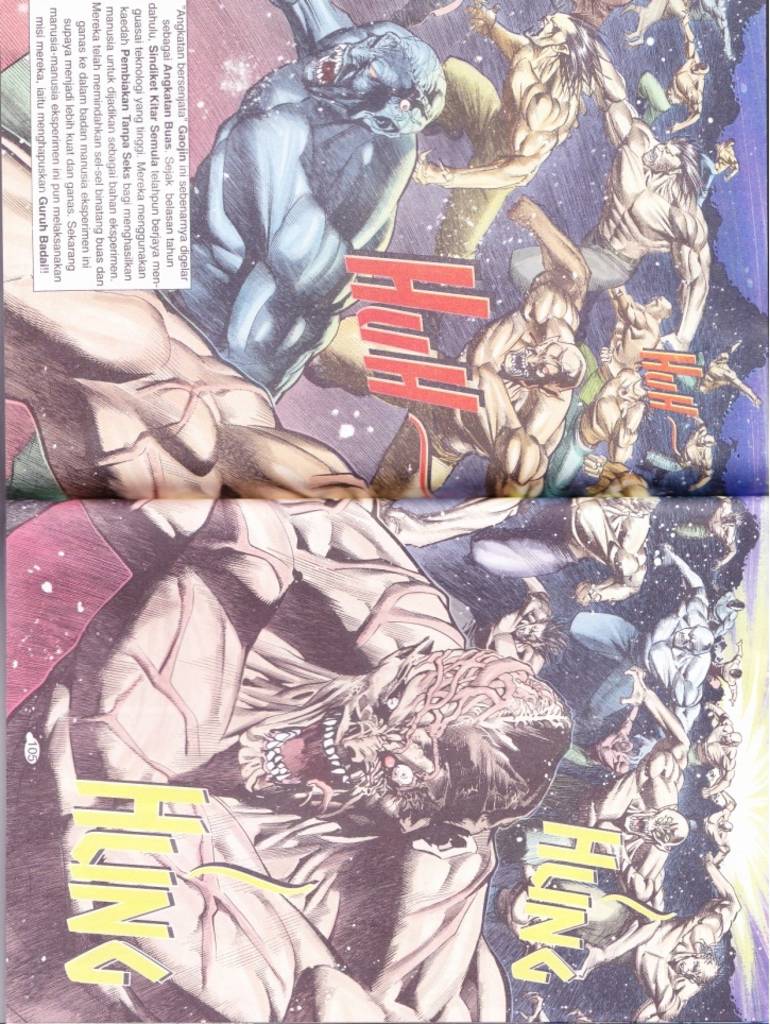 "Angkatan bersenjata" Gaojin ini sebenarnya digelar
sebagai Angkatan Buas. Sejak belasan tahun
dahulu, Sindiket Kitar Semula telahpun berjaya men-
guasai teknologi yang tinggi. Mereka menggunakan
kaedah Pembiakan Tanpa Seks bagi menghasilkan
manusia untuk dijadikan sebagai bahan eksperimen.
Mereka telah memindahkan sel-sel binatang buas dan
ganas ke dalam badan manusia eksperimen ini
supaya menjadi lebih kuat dan ganas. Sekarang
manusia-manusia eksperimen ini pun melaksanakan
misi mereka, iaitu menghapuskan Guruh Badai!!
HUH
HUH
HUNG
HUNG
105